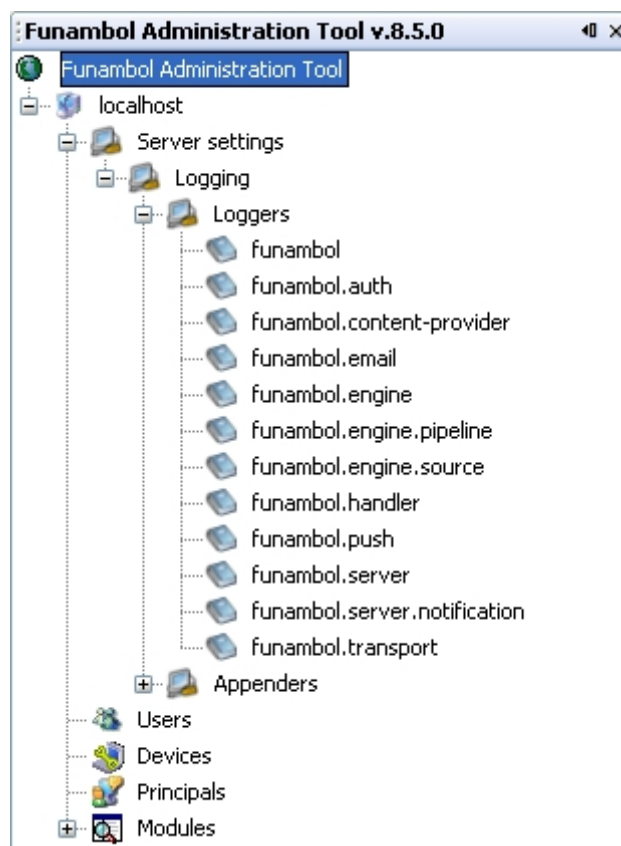 Funambol Administration Tool v.8.5.0
Funambol Administration Tool
localhost
Server settings
Logging
Loggers
funambol
funambol.auth
funambol.content-provider
funambol.email
funambol.engine
funambol.engine.pipeline
funambol.engine.source
funambol.handler
funambol.push
funambol.server
funambol.server.notification
funambol.transport
Appenders
Users
Devices
Principals
Modules